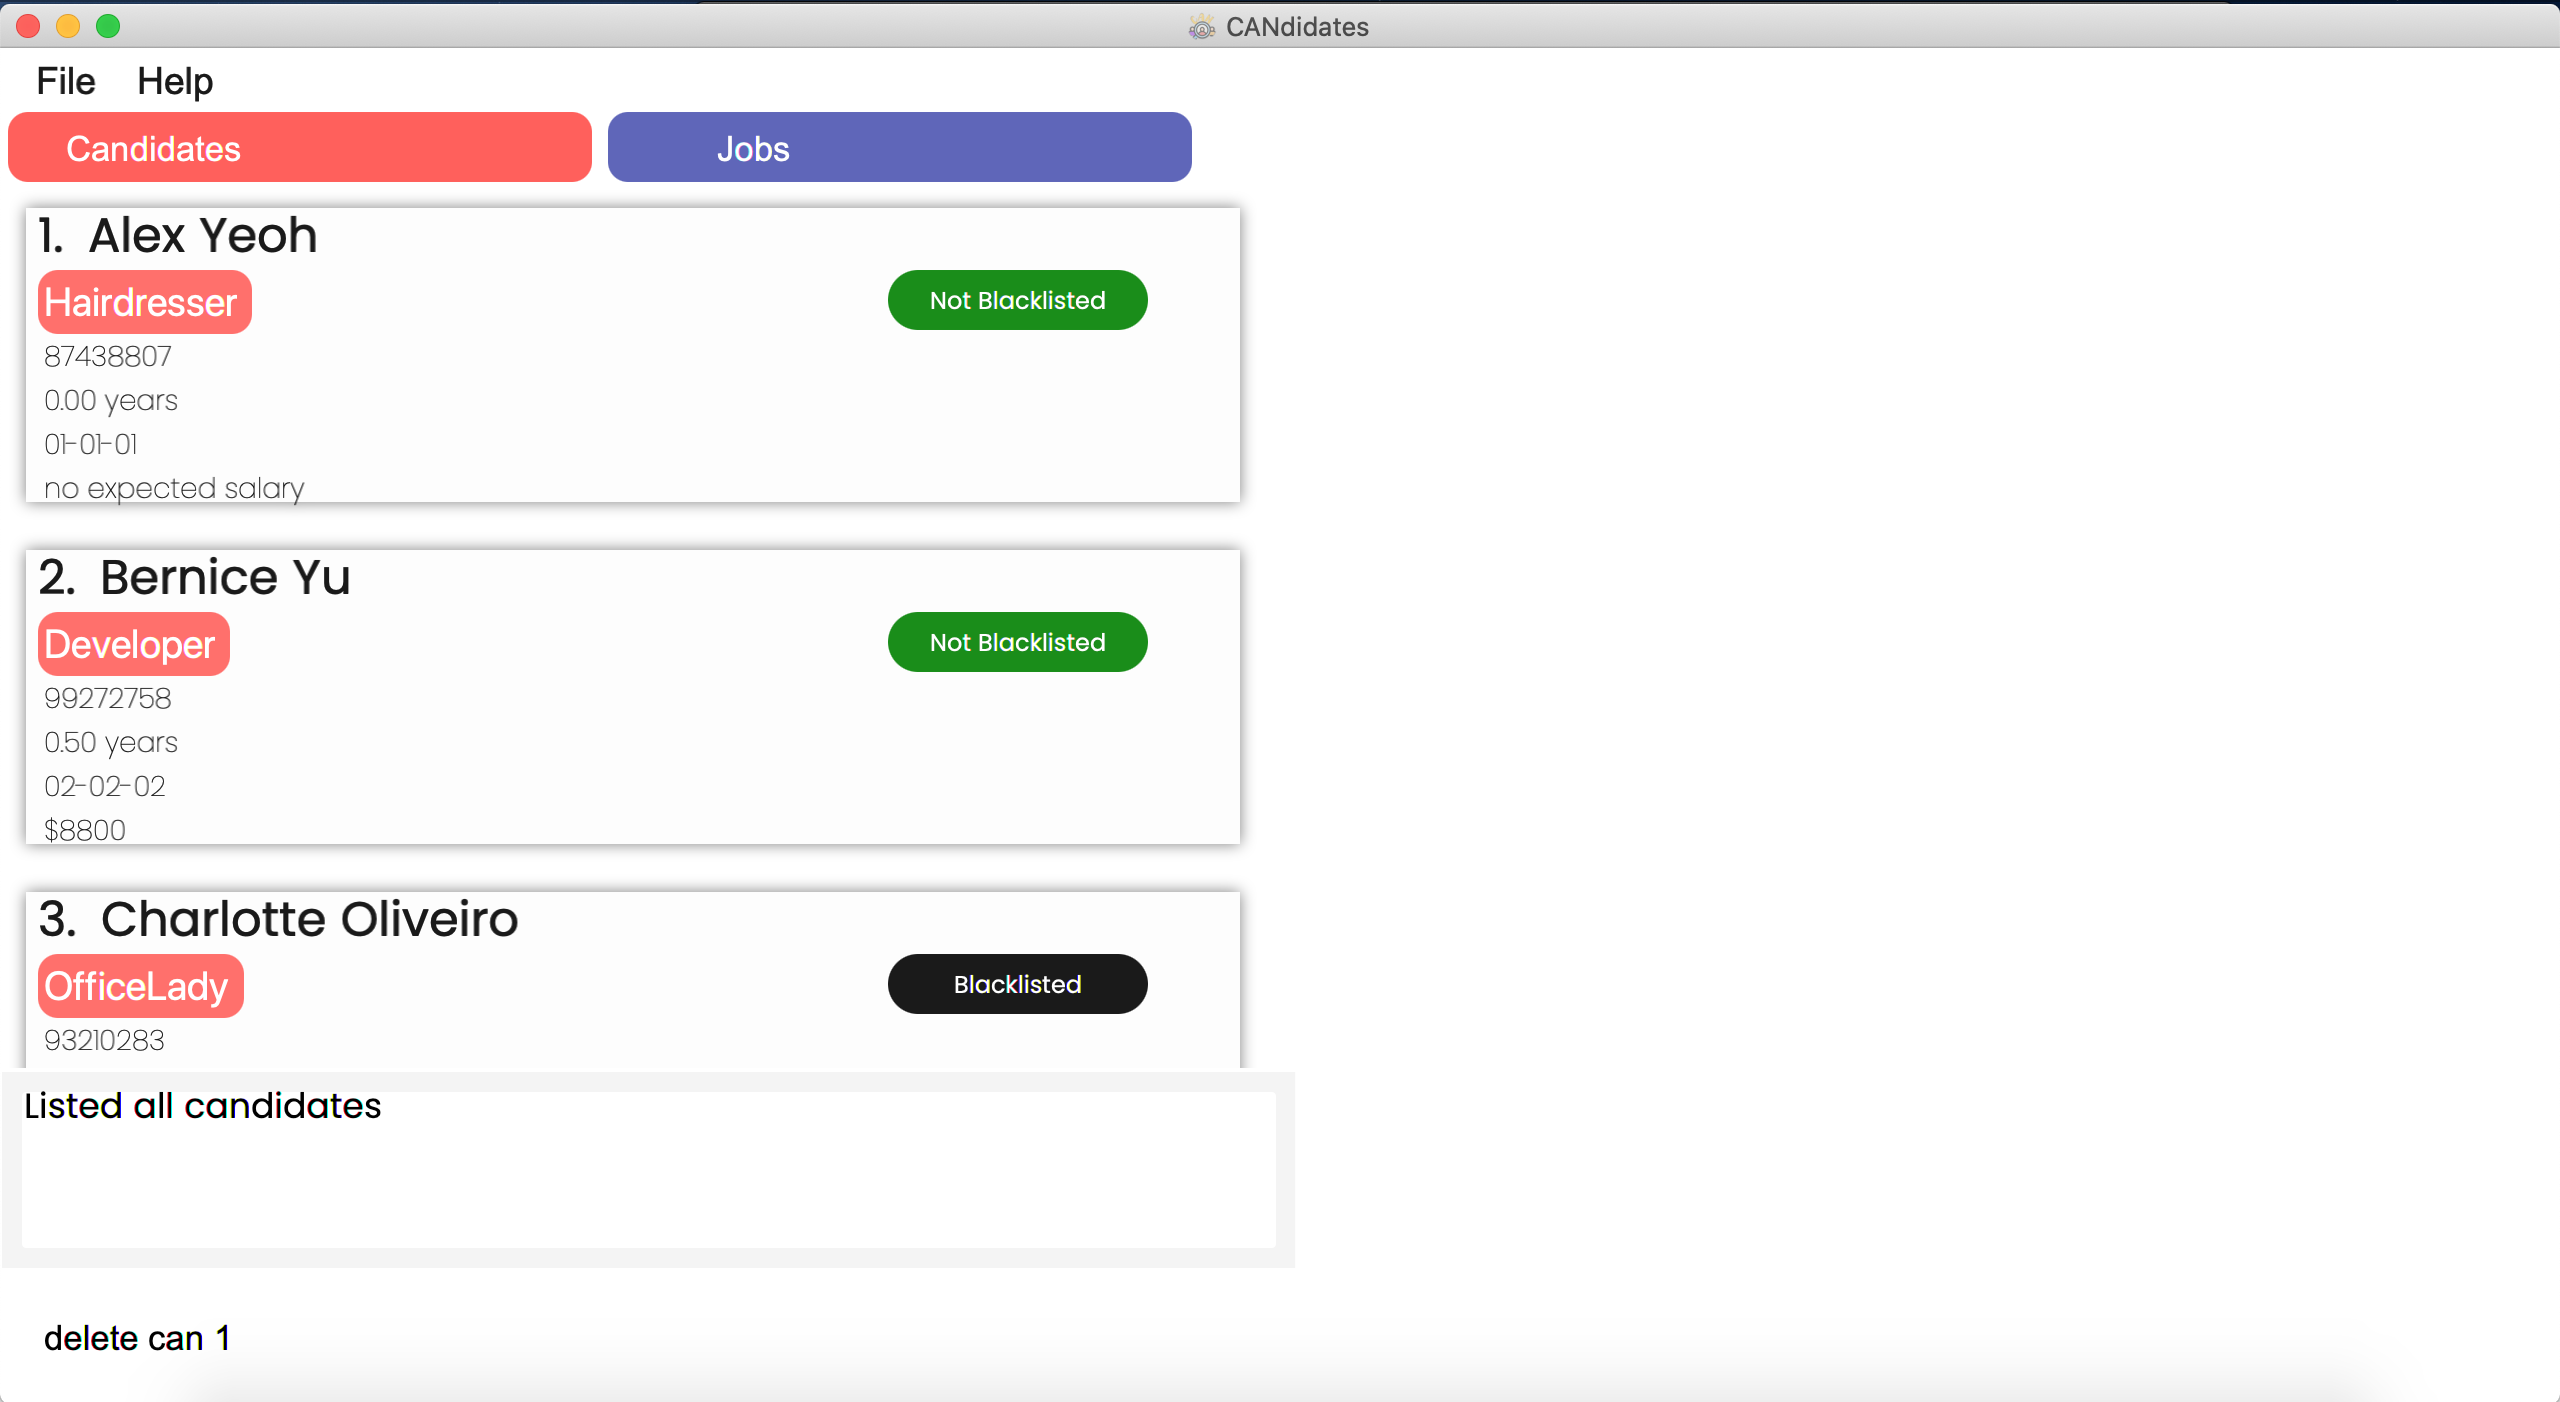 CANdidates
File Help
Candidates Jobs
1. Alex Yeoh
Hairdresser Not Blacklisted
87438807
0.00 years
01-01-01
no expected salary
2. Bernice Yu
Developer Not Blacklisted
99272758
0.50 years
02-02-02
$8800
3. Charlotte Oliveiro
OfficeLady Blacklisted
93210283
Listed all candidates
delete can 1